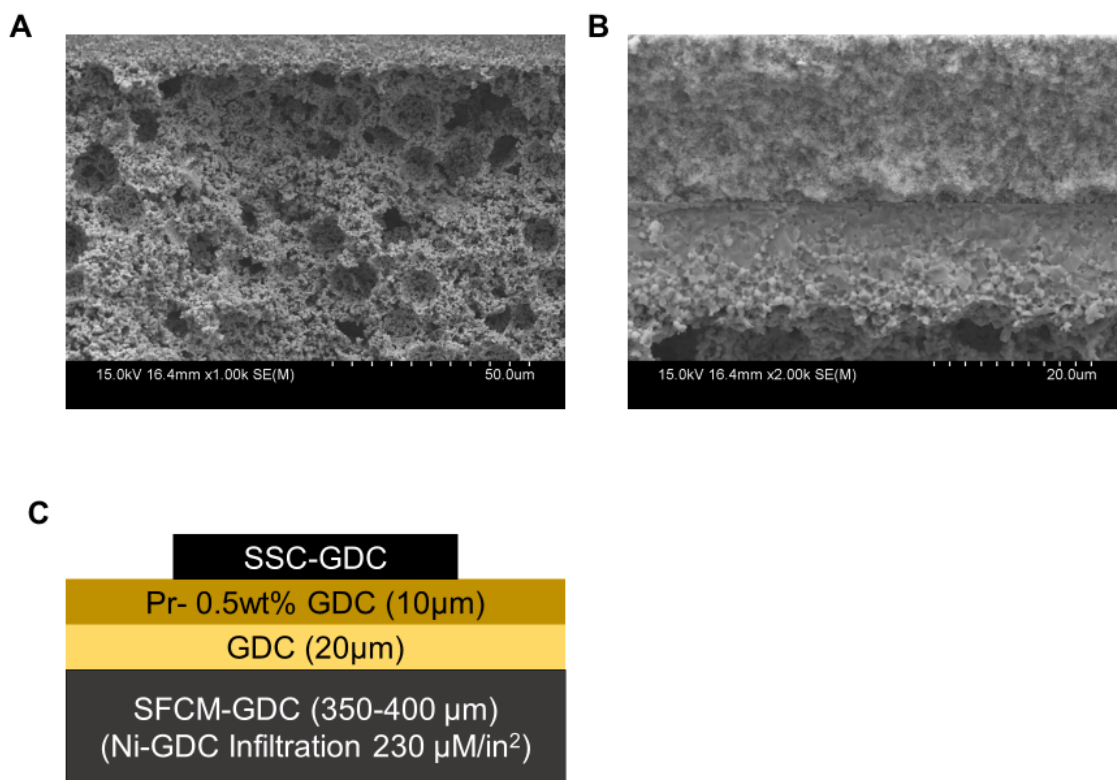 A
B
15.0kV 16.4mm x1.00k SE(M)
50.0um
15.0kV 16.4mm x2.00k SE(M)
20.0um
C
SSC-GDC
Pr- 0.5wt% GDC (10µm)
GDC (20µm)
SFCM-GDC (350-400 µm)
(Ni-GDC Infiltration 230 µM/in²)